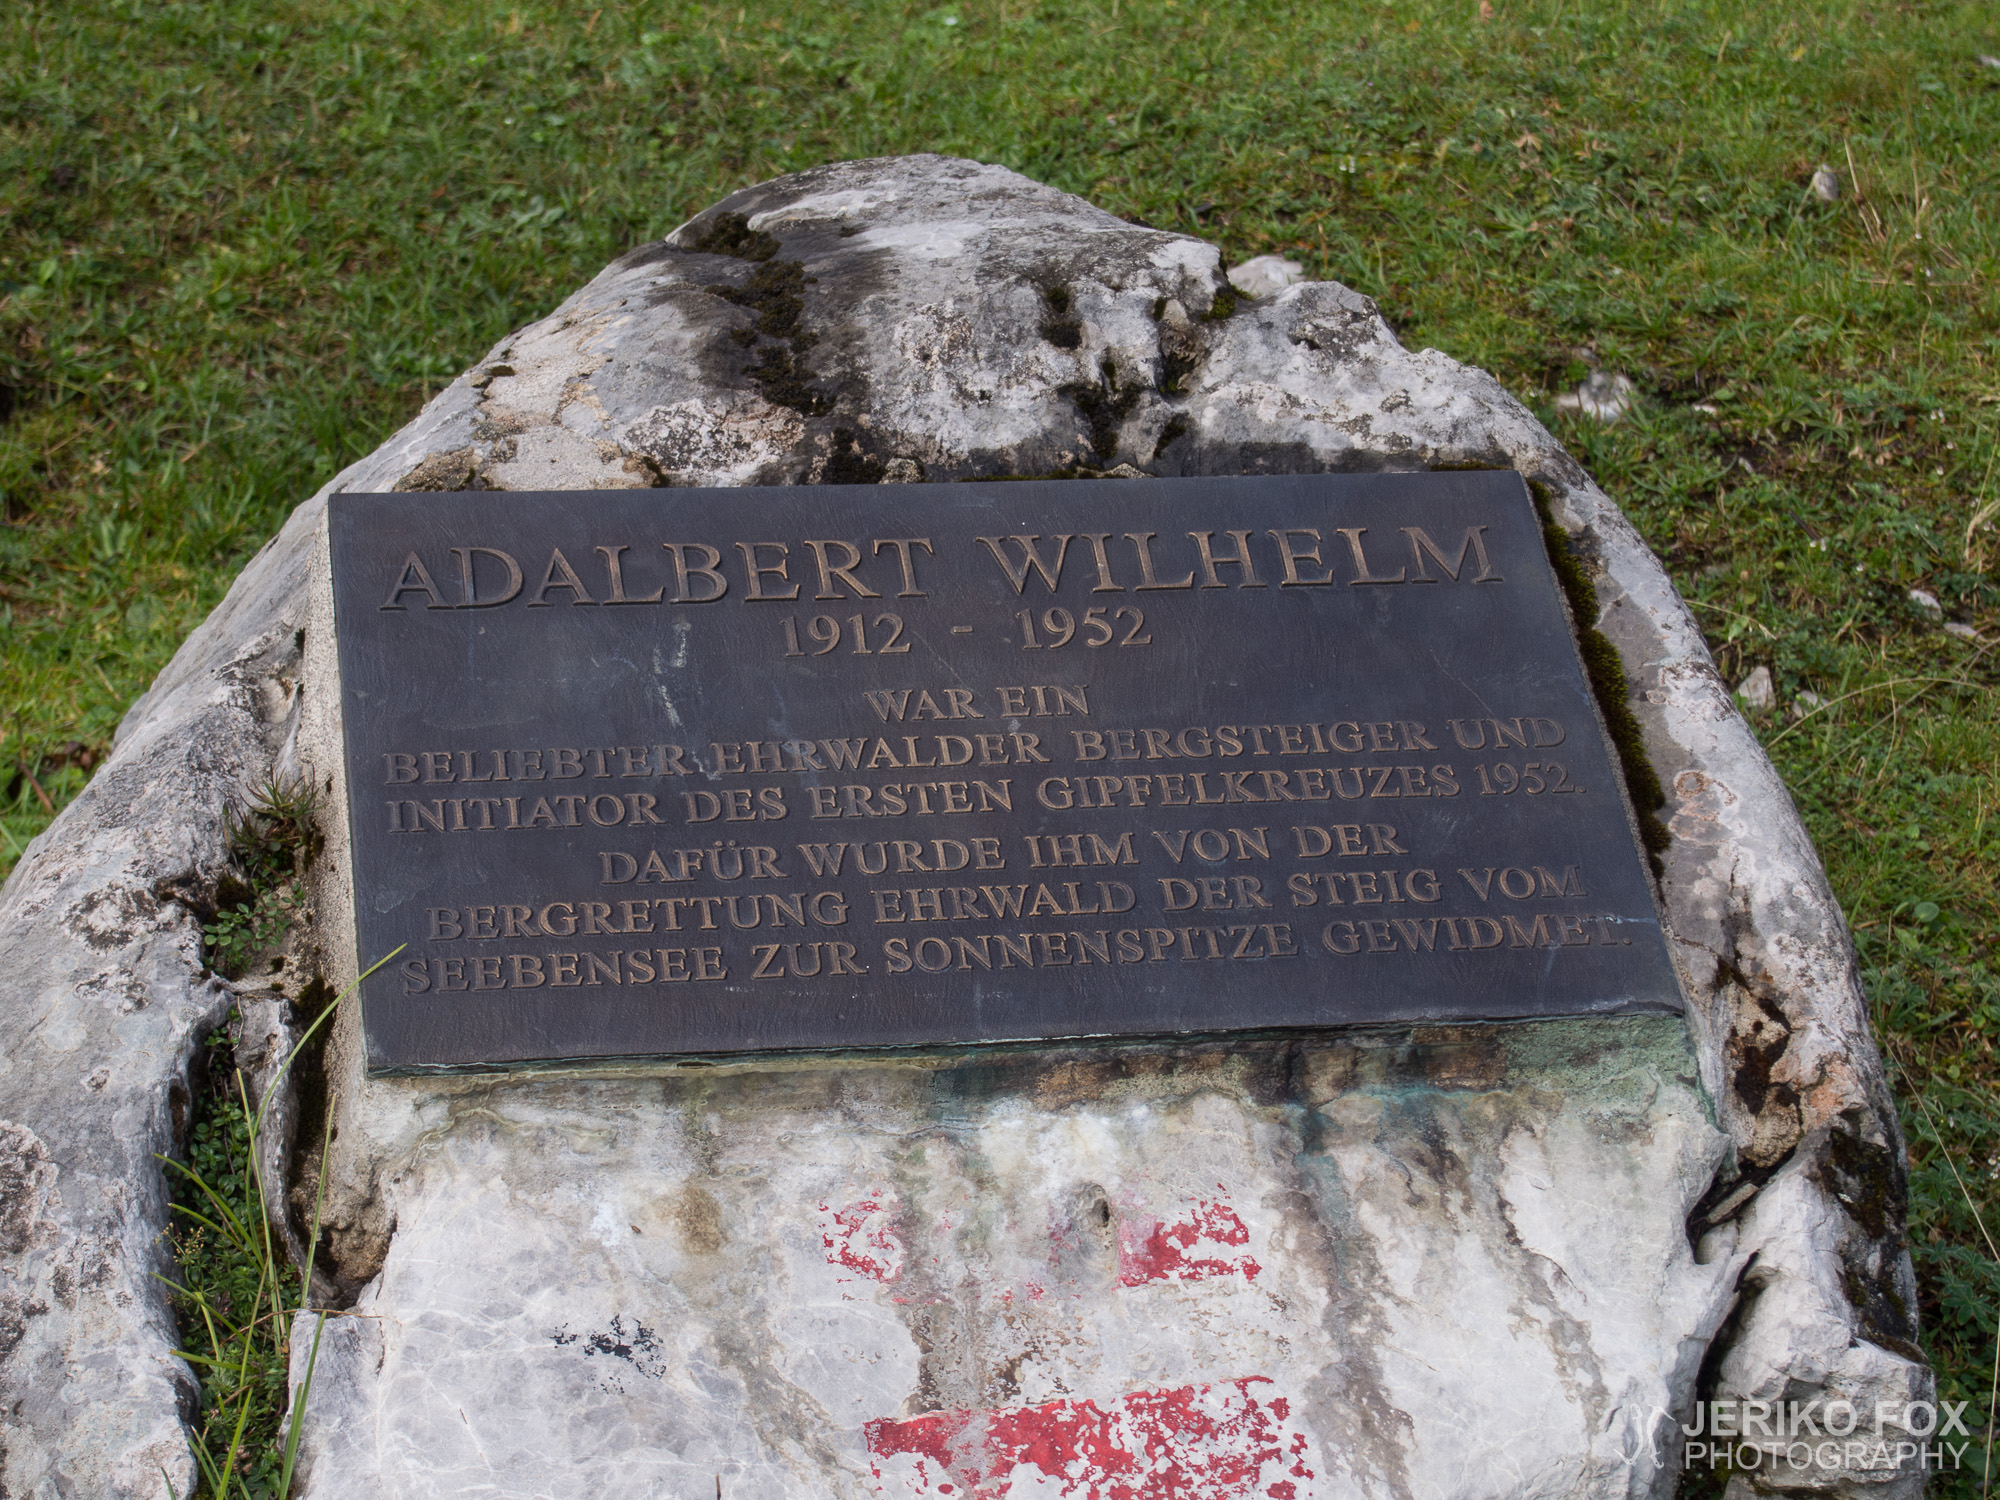 ADALBERT WILHELM
1912 - 1952
WAR EIN
BELIEBTER EHRWALDER BERGSTEIGER UND
INITIATOR DES ERSTEN GIPFELKREUZES 1952.
DAFÜR WURDE IHM VON DER
BERGRETTUNG EHRWALD DER STEIG VOM
SEEBENSEE ZUR SONNENSPITZE GEWIDMET.
JERIKO FOX
PHOTOGRAPHY